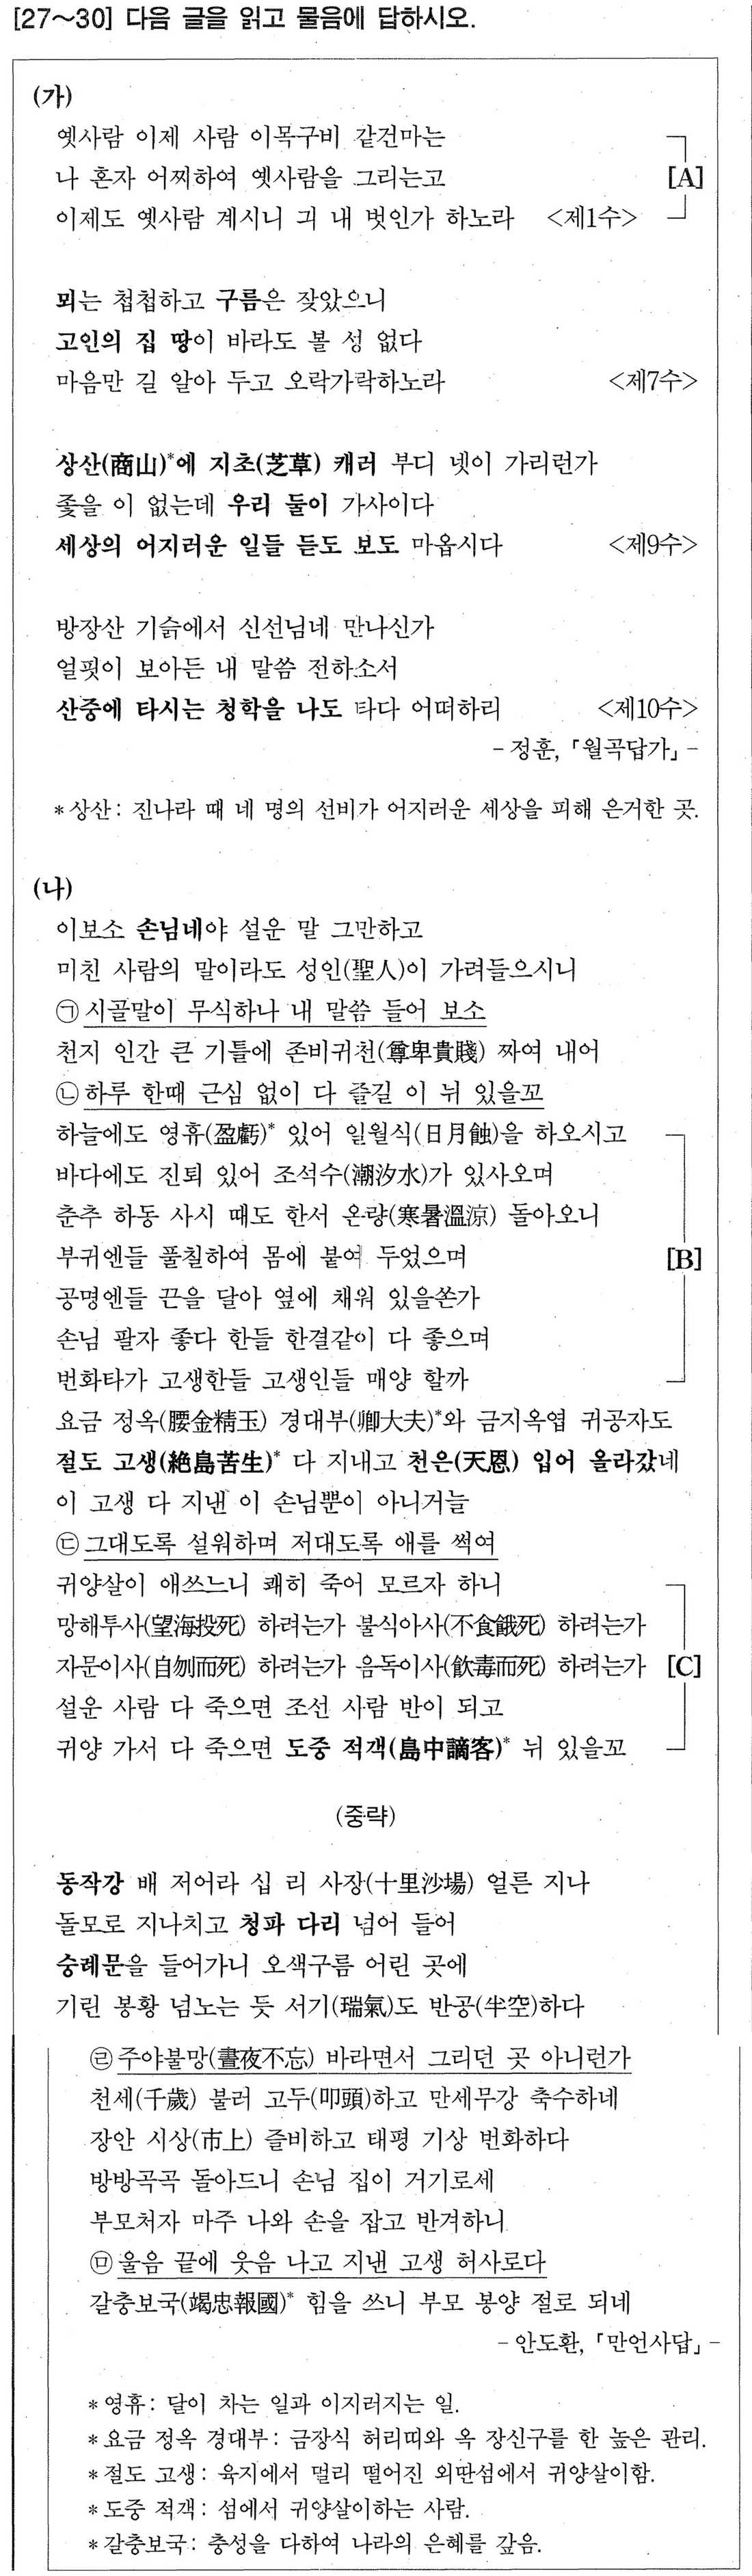 [27~30] 다음 글을 읽고 물음에 답하시오.
(가)
옛사람 이제 사람 이목구비 같건마는
나 혼자 어찌하여 옛사람을 그리는고
[A]
이제도 옛사람 계시니 긔 내 벗인가 하노라 <제1수>
뫼는 첩첩하고 구름은 잦았으니
고인의 집 땅이 바라도 볼 성 없다
마음만 길 알아 두고 오락가락하노라 <제7수>
상산(商山)*에 지초(芝草) 캐러 부디 넷이 가리런가
좇을 이 없는데 우리 둘이 가사이다
세상의 어지러운 일들 듣도 보도 마옵시다 <제9수>
방장산 기슭에서 신선님네 만나신가
얼핏이 보아든 내 말씀 전하소서
산중에 타시는 청학을 나도 타다 어떠하리 <제10수>
- 정훈, 「월곡답가」 -
*상산: 진나라 때 네 명의 선비가 어지러운 세상을 피해 은거한 곳.
(나)
이보소 손님네야 설운 말 그만하고
미친 사람의 말이라도 성인(聖人)이 가려들으시니
㉠ 시골말이 무식하나 내 말씀 들어 보소
천지 인간 큰 기틀에 존비귀천(尊卑貴賤) 짜여 내어
㉡ 하루 한때 근심 없이 다 즐길 이 뉘 있을꼬
하늘에도 영휴(盈虧)* 있어 일월식(日月蝕)을 하오시고
바다에도 진퇴 있어 조석수(潮汐水)가 있사오며
춘추 하동 사시 때도 한서 온량(寒暑溫凉) 돌아오니
부귀엔들 풀칠하여 몸에 붙여 두었으며
[B]
공명엔들 끈을 달아 옆에 채워 있을쏜가
손님 팔자 좋다 한들 한결같이 다 좋으며
번화타가 고생한들 고생인들 매양 할까
요금 정옥(腰金精玉) 경대부(卿大夫)*와 금지옥엽 귀공자도
절도 고생(絶島苦生)* 다 지내고 천은(天恩) 입어 올라갔네
이 고생 다 지낸 이 손님뿐이 아니거늘
㉢ 그대도록 설워하며 저대도록 애를 썩여
귀양살이 애쓰느니 쾌히 죽어 모르자 하니
망해투사(望海投死) 하려는가 불식아사(不食餓死) 하려는가
자문이사(自刎而死) 하려는가 음독이사(飮毒而死) 하려는가
[C]
설운 사람 다 죽으면 조선 사람 반이 되고
귀양 가서 다 죽으면 도중 적객(島中謫客)* 뉘 있을꼬
(중략)
동작강 배 저어라 십 리 사장(十里沙場) 얼른 지나
돌모로 지나치고 청파 다리 넘어 들어
숭례문을 들어가니 오색구름 어린 곳에
기린 봉황 넘노는 듯 서기(瑞氣)도 반공(半空)하다
㉣ 주야불망(晝夜不忘) 바라면서 그리던 곳 아니런가
천세(千歲) 불러 고두(叩頭)하고 만세무강 축수하네
장안 시상(市上) 즐비하고 태평 기상 번화하다
방방곡곡 돌아드니 손님 집이 거기로세
부모처자 마주 나와 손을 잡고 반겨하니
㉤ 울음 끝에 웃음 나고 지낸 고생 허사로다
갈충보국(竭忠報國)* 힘을 쓰니 부모 봉양 절로 되네
- 안도환, 「만언사답」 -
*영휴: 달이 차는 일과 이지러지는 일.
*요금 정옥 경대부: 금장식 허리띠와 옥 장신구를 한 높은 관리.
*절도 고생: 육지에서 멀리 떨어진 외딴섬에서 귀양살이함.
*도중 적객: 섬에서 귀양살이하는 사람.
*갈충보국: 충성을 다하여 나라의 은혜를 갚음.